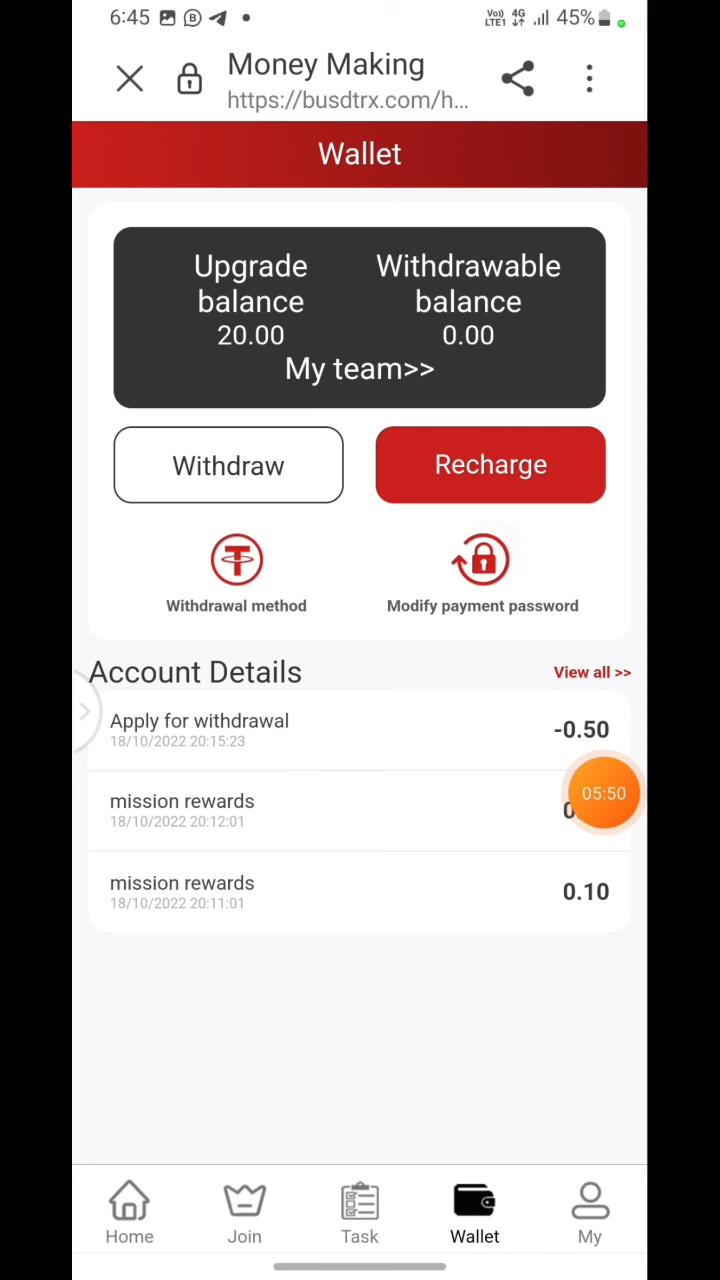 6:45 Vo) LTE1 4G 45%
Money Making
https://busdtrx.com/h...
Wallet
Upgrade balance
20.00
Withdrawable balance
0.00
My team>>
Withdraw
Recharge
Withdrawal method
Modify payment password
Account Details
View all >>
Apply for withdrawal
-0.50
18/10/2022 20:15:23
mission rewards
18/10/2022 20:12:01
05:50
mission rewards
0.10
18/10/2022 20:11:01
Home
Join
Task
Wallet
My